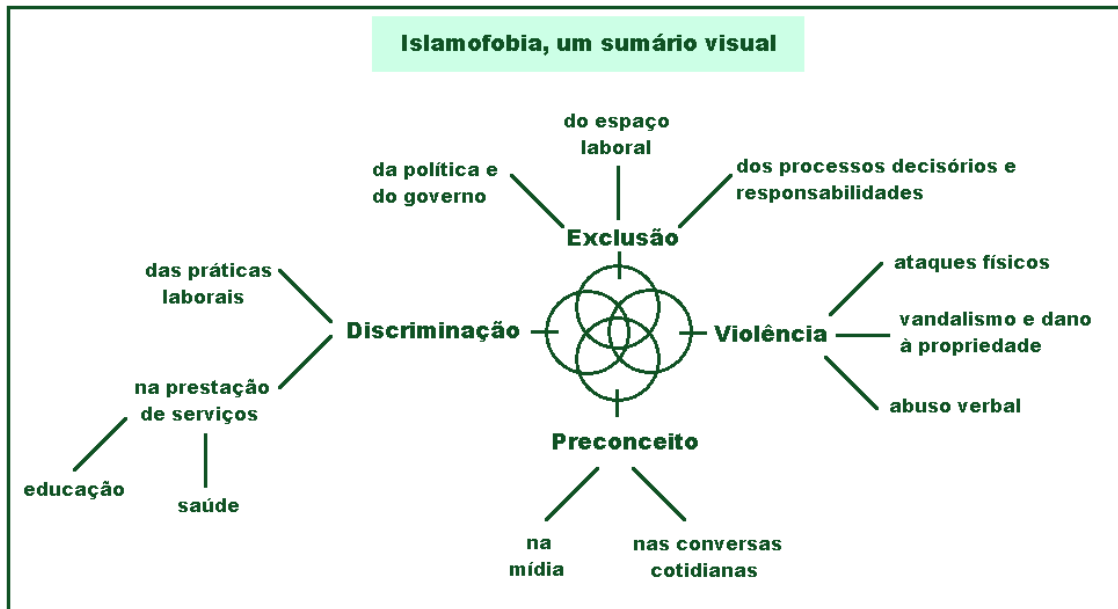 Islamofobia, um sumário visual
do espaço
laboral
da política e
do governo
dos processos decisórios e
responsabilidades
Exclusão
das práticas
laborais
Discriminação
na prestação
de serviços
educação
saúde
Violência
ataques físicos
vandalismo e dano
à propriedade
abuso verbal
Preconceito
na
mídia
nas conversas
cotidianas